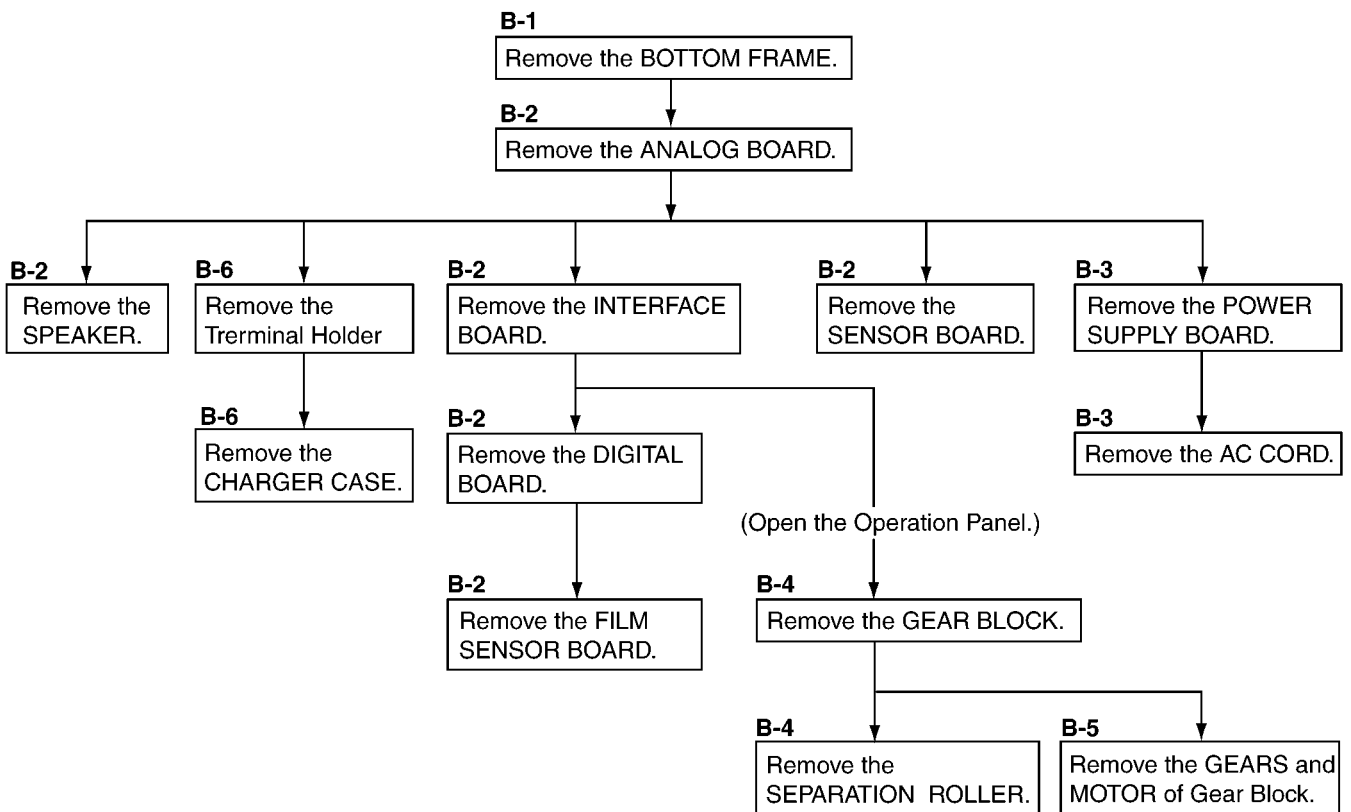 B-1
Remove the BOTTOM FRAME.
B-2
Remove the ANALOG BOARD.
B-2
Remove the
SPEAKER.
B-6
Remove the
Trerminal Holder
B-2
Remove the INTERFACE
BOARD.
B-2
Remove the
SENSOR BOARD.
B-3
Remove the POWER
SUPPLY BOARD.
B-6
Remove the
CHARGER CASE.
B-2
Remove the DIGITAL
BOARD.
B-3
Remove the AC CORD.
(Open the Operation Panel.)
B-2
Remove the FILM
SENSOR BOARD.
B-4
Remove the GEAR BLOCK.
B-4
Remove the
SEPARATION ROLLER.
B-5
Remove the GEARS and
MOTOR of Gear Block.